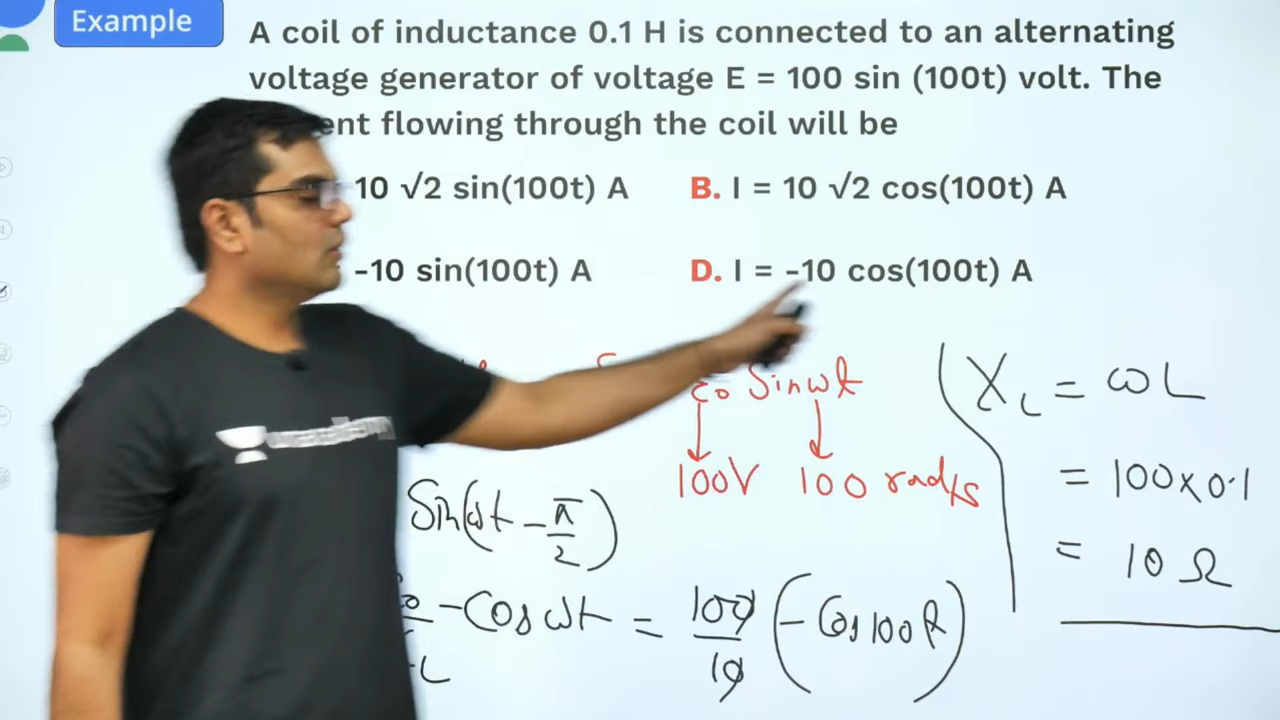 Example
A coil of inductance 0.1 H is connected to an alternating
voltage generator of voltage E = 100 sin (100t) volt. The
flowing through the coil will be
10 √2 sin(100t) A
B. I = 10 √2 cos(100t) A
-10 sin(100t) A
D. I = -10 cos(100t) A
unacademy
ε₀ Sinωt
100V 100 rad/s
Sin(ωt - π/2)
- Cos ωt = 100/10 (- Cos 100t)
X_L = ωL
= 100 x 0.1
= 10 Ω